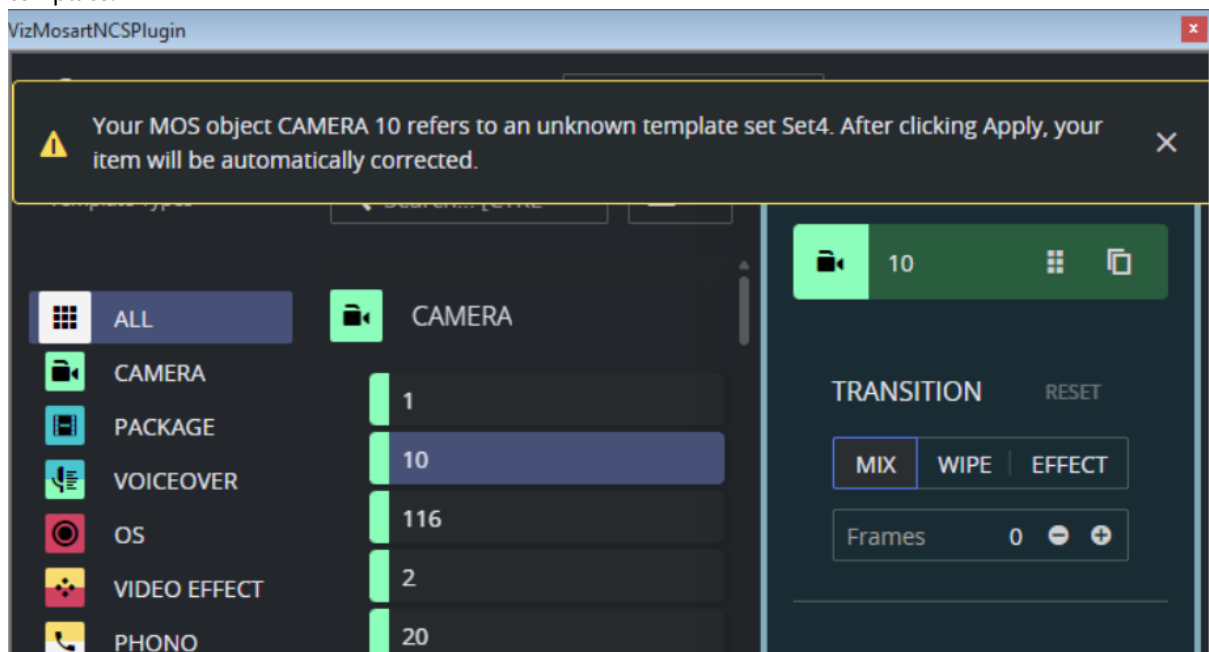 VizMosartNCSPlugin
x
Your MOS object CAMERA 10 refers to an unknown template set Set4. After clicking Apply, your
item will be automatically corrected.
10
ALL
CAMERA
CAMERA
1
TRANSITION RESET
PACKAGE
10
MIX WIPE EFFECT
VOICEOVER
116
OS
Frames 0
2
VIDEO EFFECT
20
PHONO